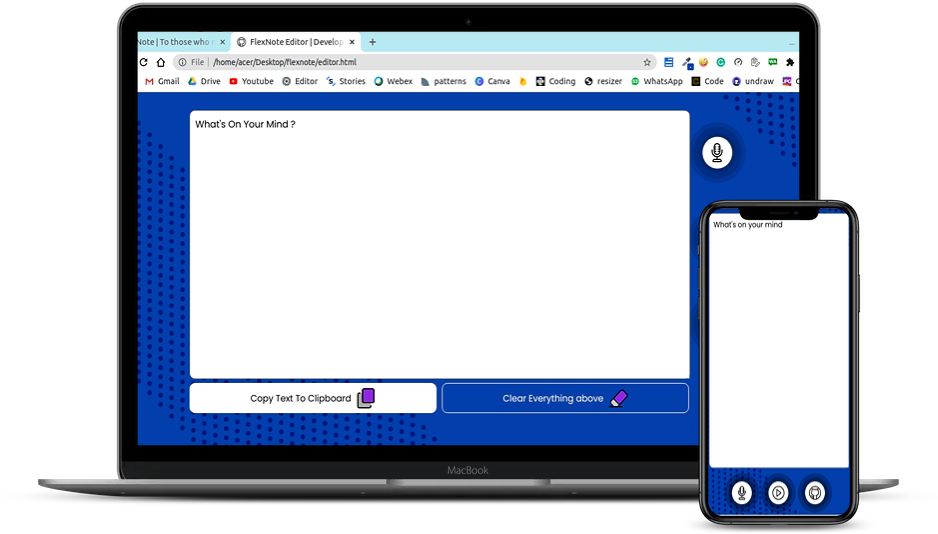 Note | To those who
FlexNote Editor | Develop
File | /home/acer/Desktop/flexnote/editor.html
Gmail Drive Youtube Editor Stories Webex patterns Canva Coding resizer WhatsApp Code undraw
What's On Your Mind ?
Copy Text To Clipboard
Clear Everything above
MacBook
What's on your mind